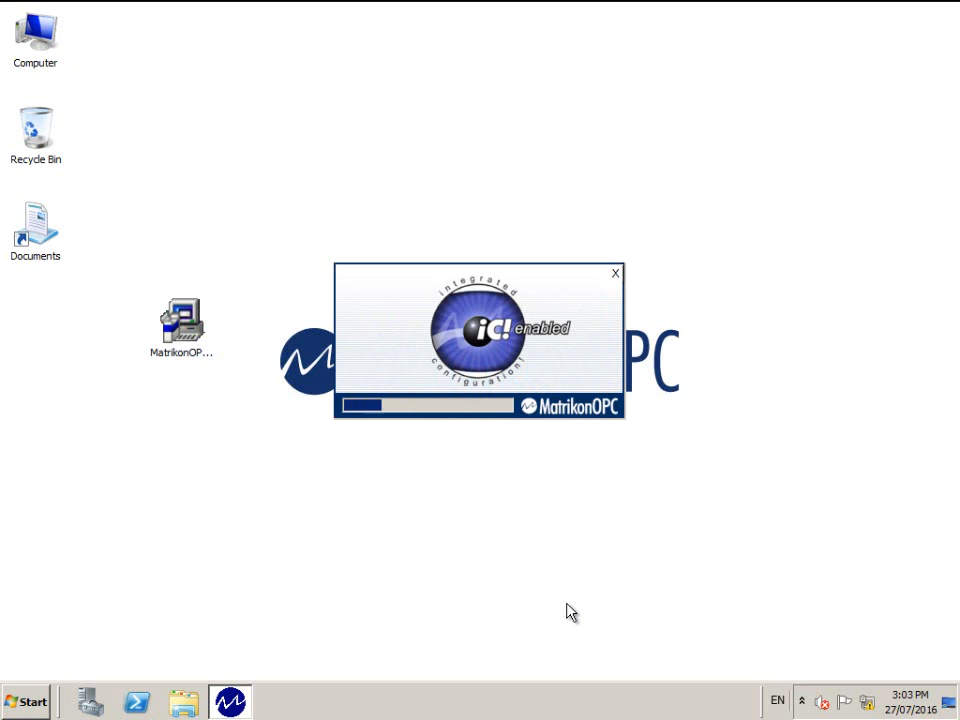 Computer
Recycle Bin
Documents
MatrikonOP...
X
integrated
iC! enabled
configuration!
MatrikonOPC
PC
Start
EN
3:03 PM
27/07/2016